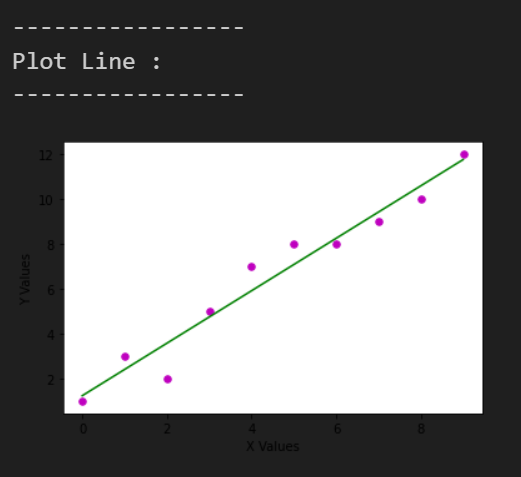 -----------------
Plot Line :
-----------------
12
10
8
6
4
2
Y Values
0 2 4 6 8
X Values